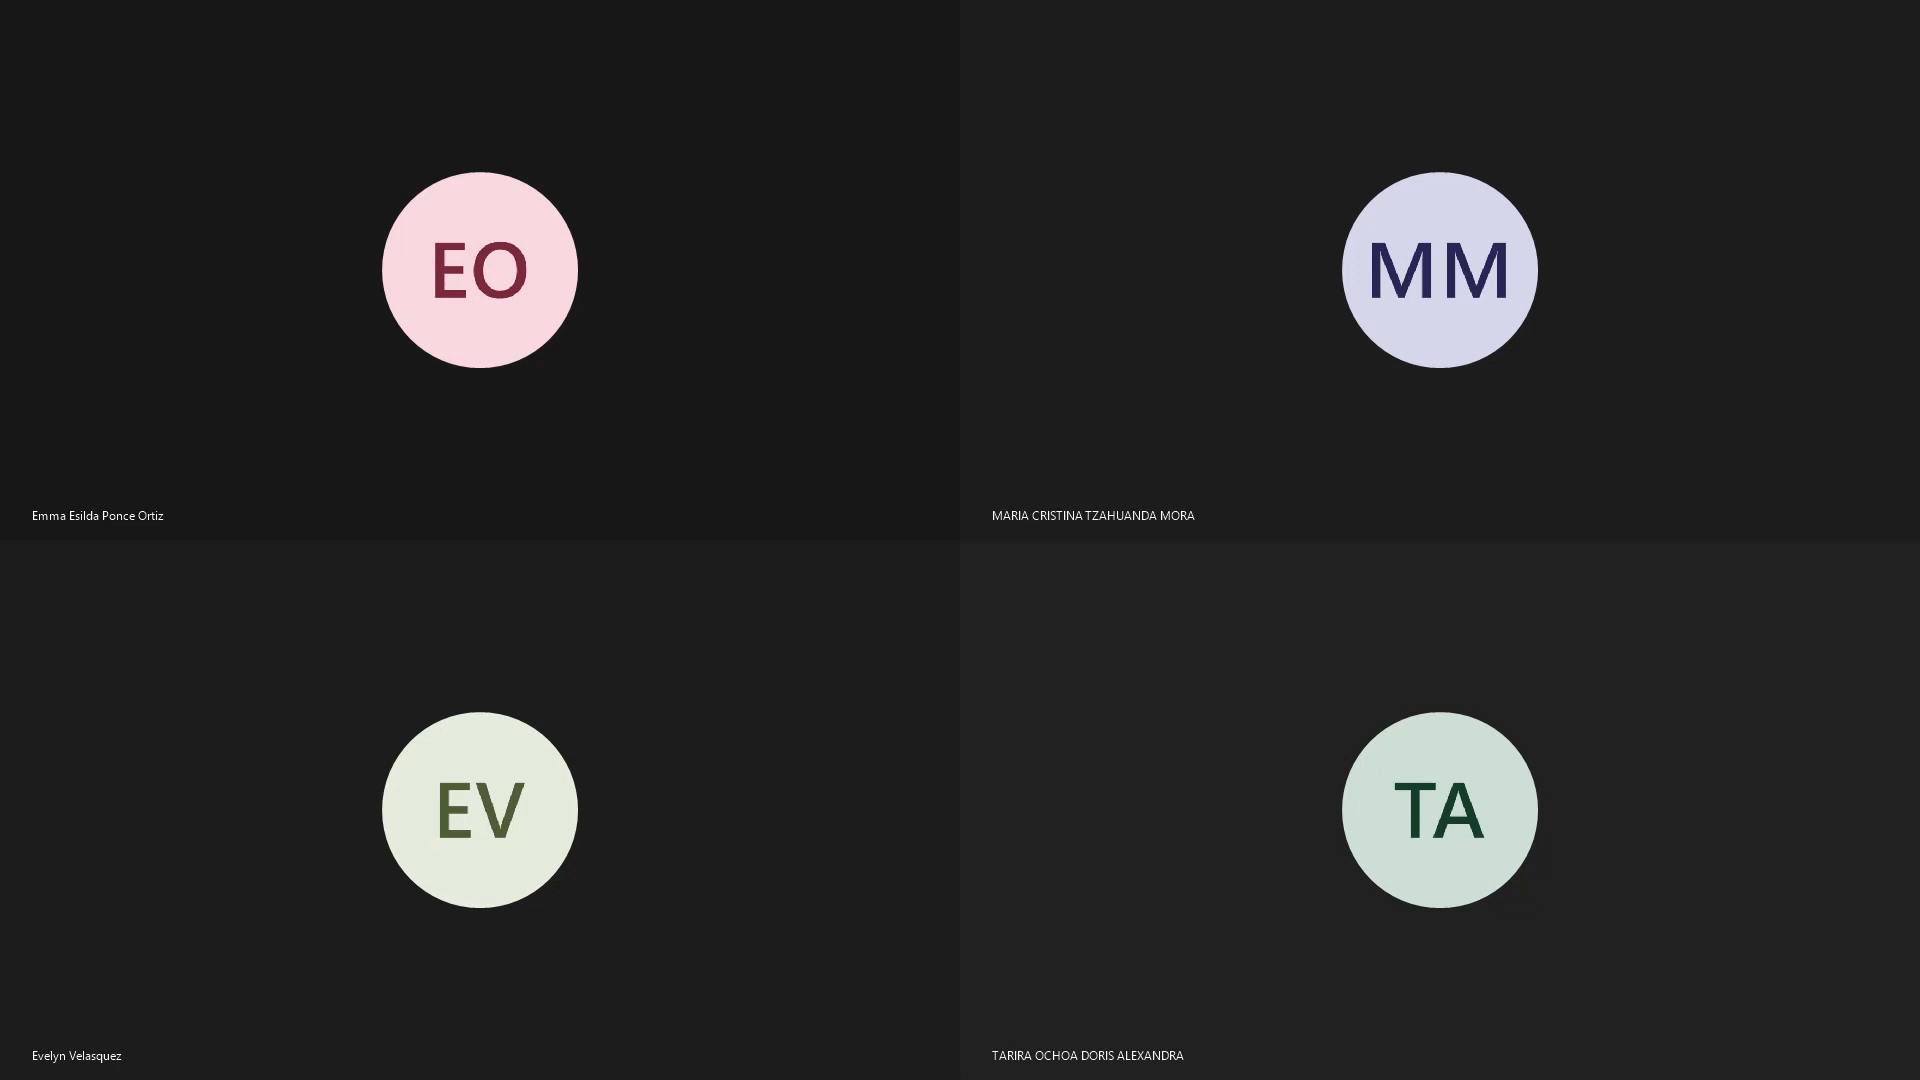 EO
MM
Emma Esilda Ponce Ortiz
MARIA CRISTINA TZAHUANDA MORA
EV
TA
Evelyn Velasquez
TARIRA OCHOA DORIS ALEXANDRA